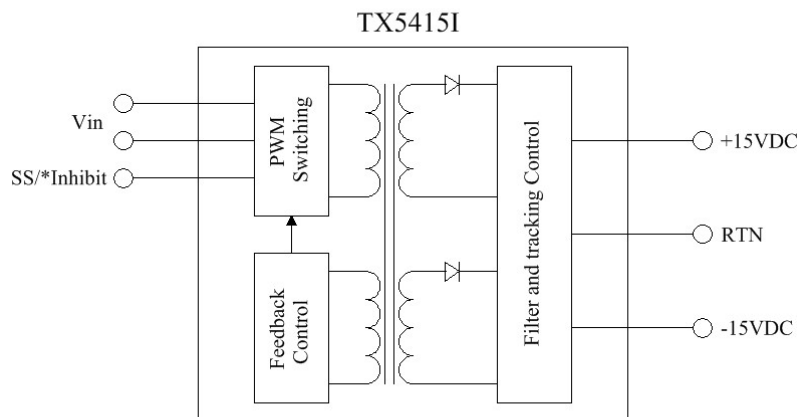 TX5415I
Vin
SS/*Inhibit
PWM
Switching
Feedback
Control
Filter and tracking Control
+15VDC
RTN
-15VDC